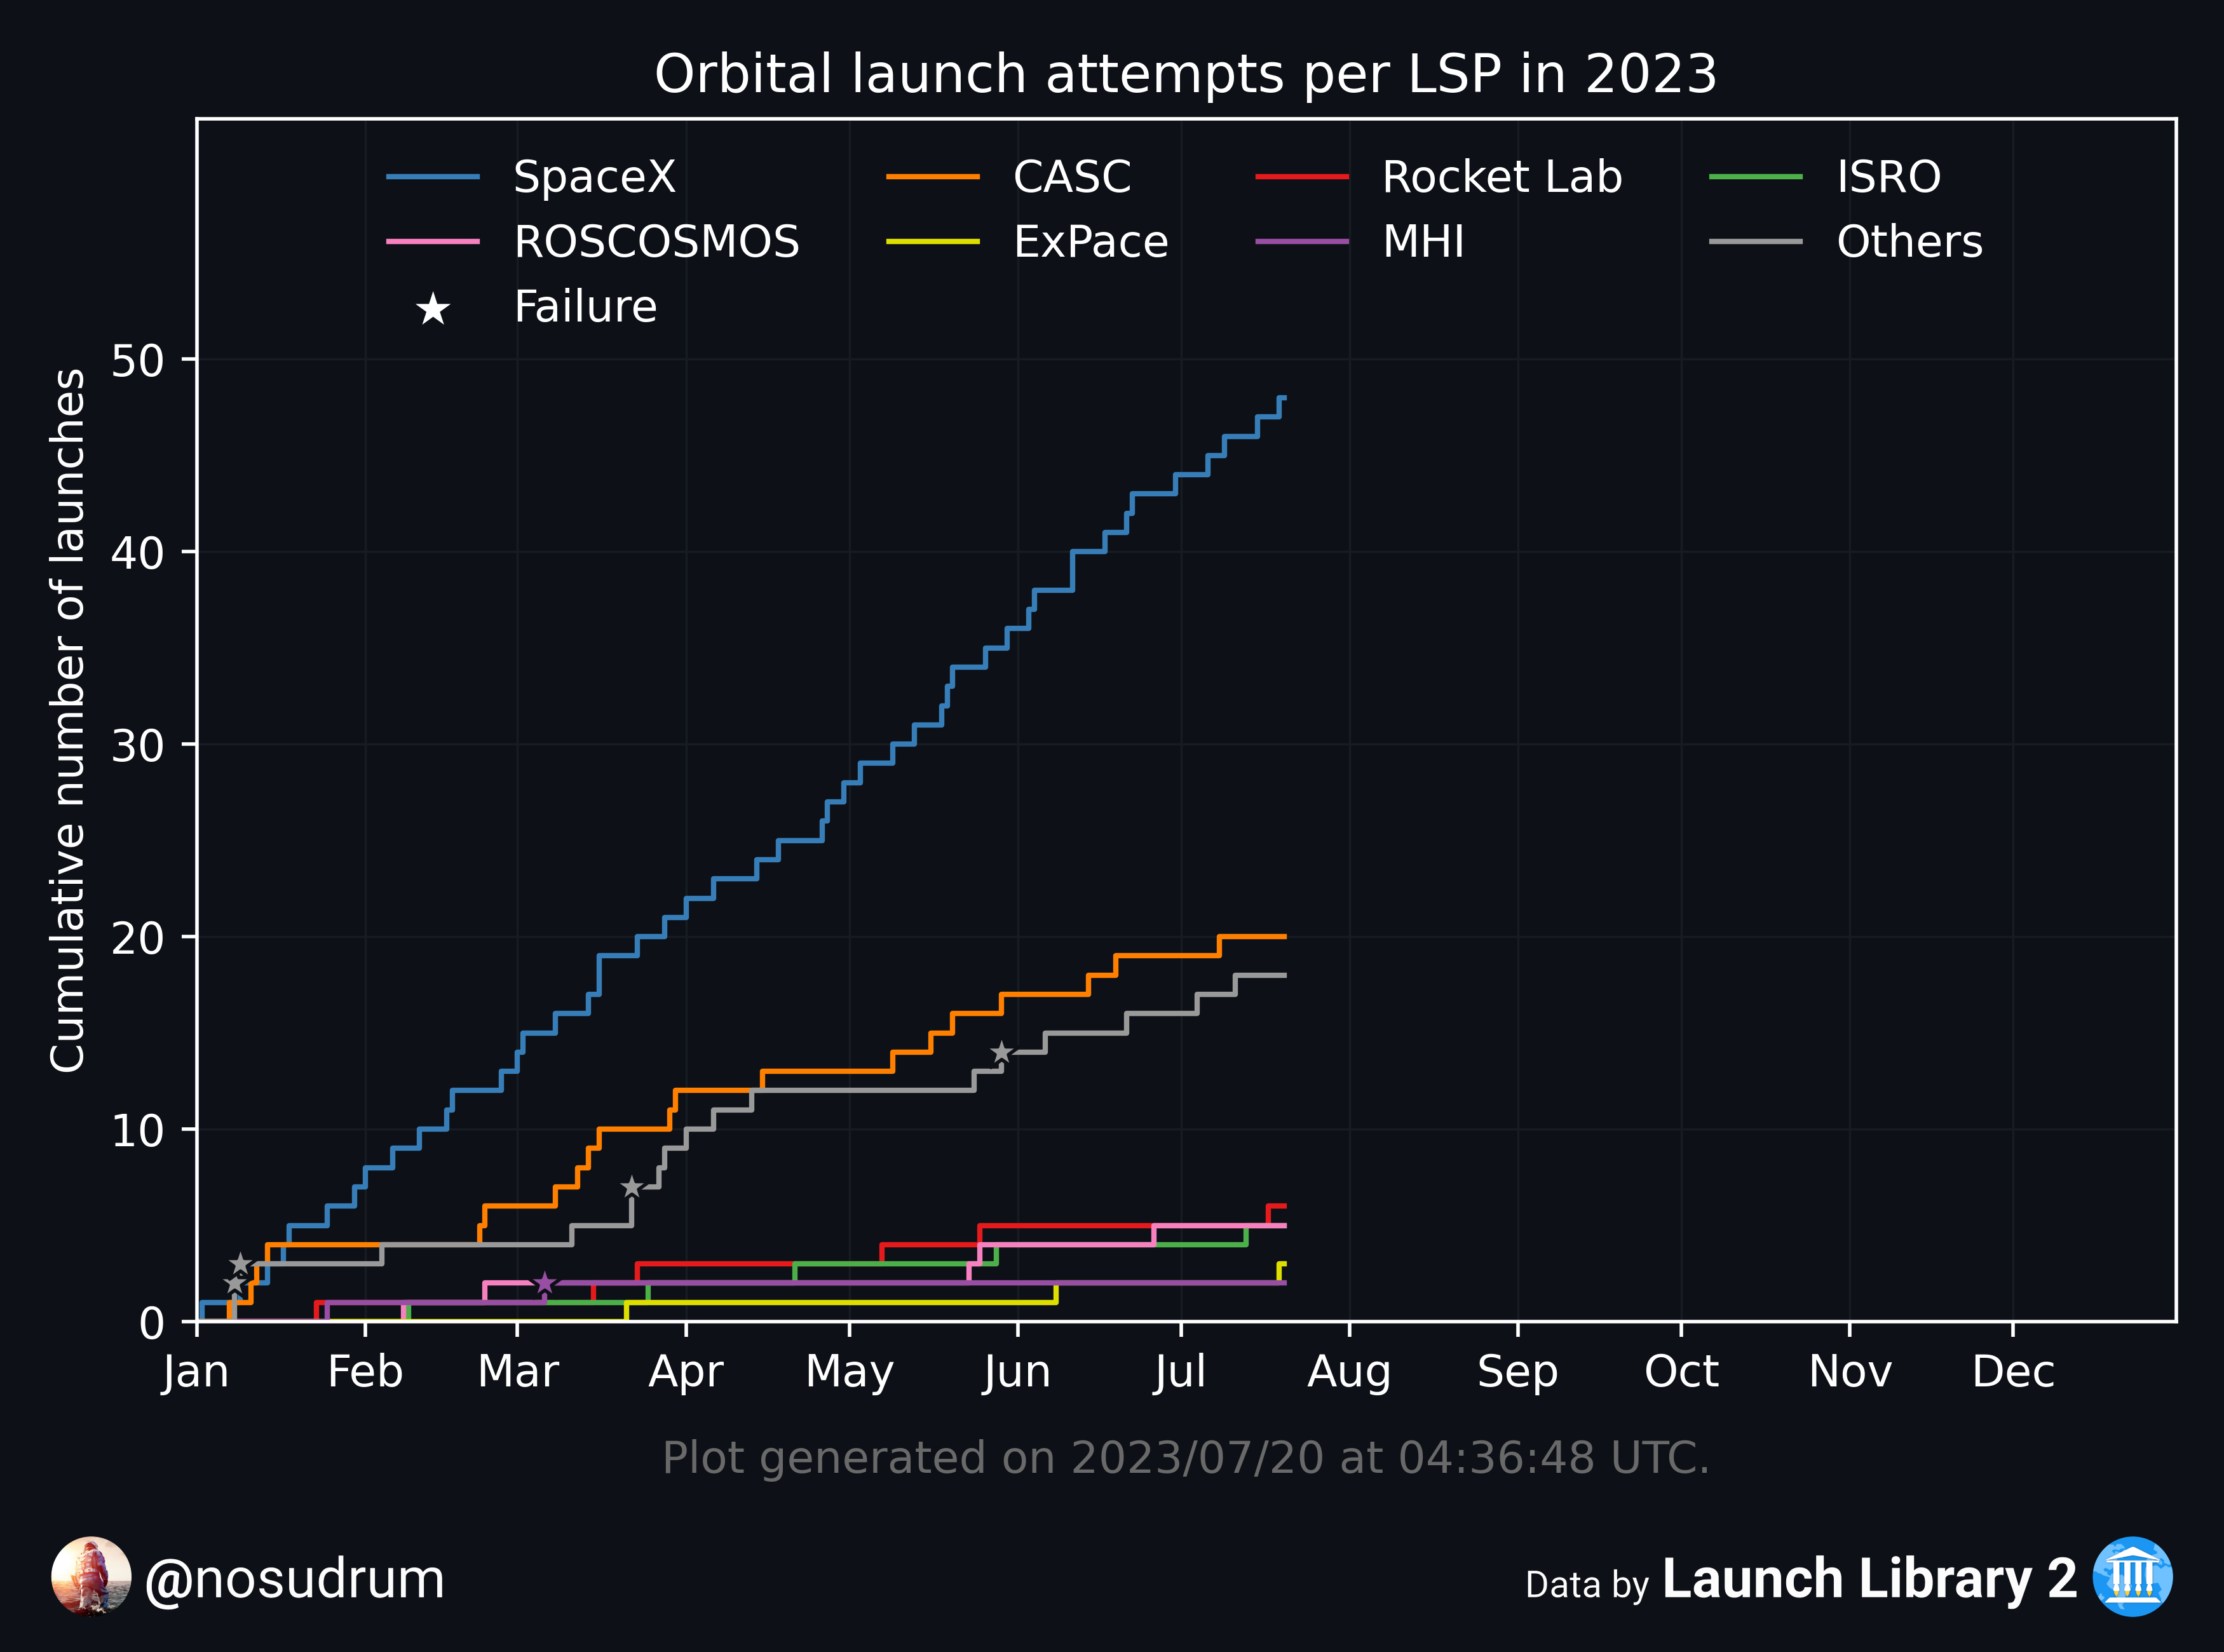 Orbital launch attempts per LSP in 2023
SpaceX CASC Rocket Lab ISRO
ROSCOSMOS ExPace MHI Others
Failure
Cumulative number of launches
50
40
30
20
10
0
Jan Feb Mar Apr May Jun Jul Aug Sep Oct Nov Dec
Plot generated on 2023/07/20 at 04:36:48 UTC.
@nosudrum
Data by Launch Library 2